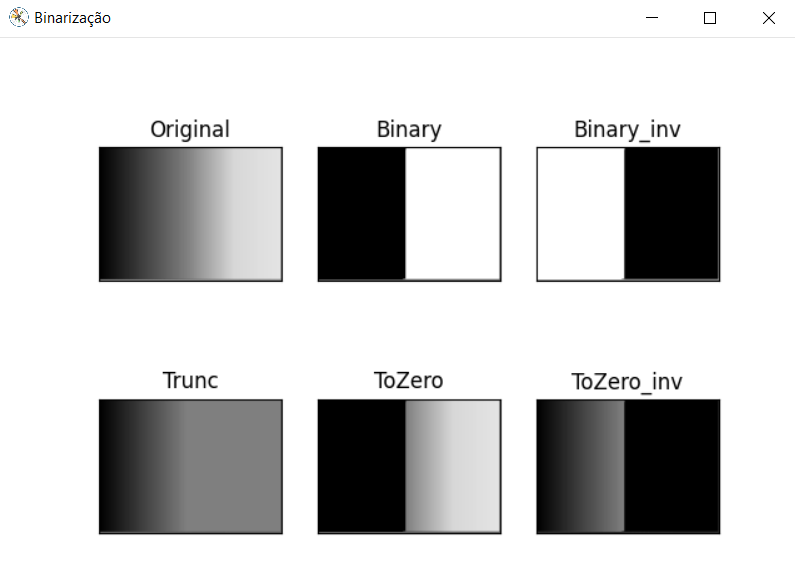 Binarização
Original
Binary
Binary_inv
Trunc
ToZero
ToZero_inv